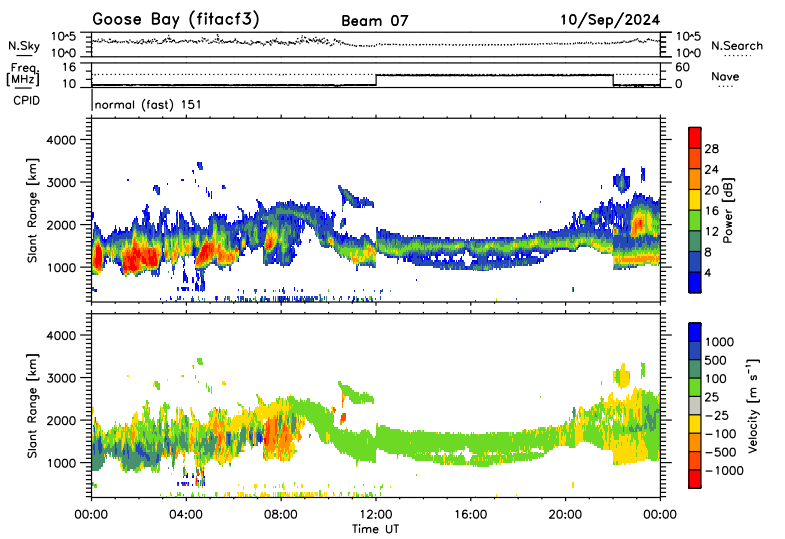 Goose Bay (fitacf3) Beam 07 10/Sep/2024
N.Sky 10^5 10^0 10^5 10^0 N.Search
Freq. [MHz] 16 10 60 0 Nave
CPID normal (fast) 151
Slant Range [km] 4000 3000 2000 1000
28 24 20 16 12 8 4 Power [dB]
Slant Range [km] 4000 3000 2000 1000
1000 500 100 25 −25 −100 −500 −1000 Velocity [m s⁻¹]
00:00 04:00 08:00 12:00 16:00 20:00 00:00
Time UT